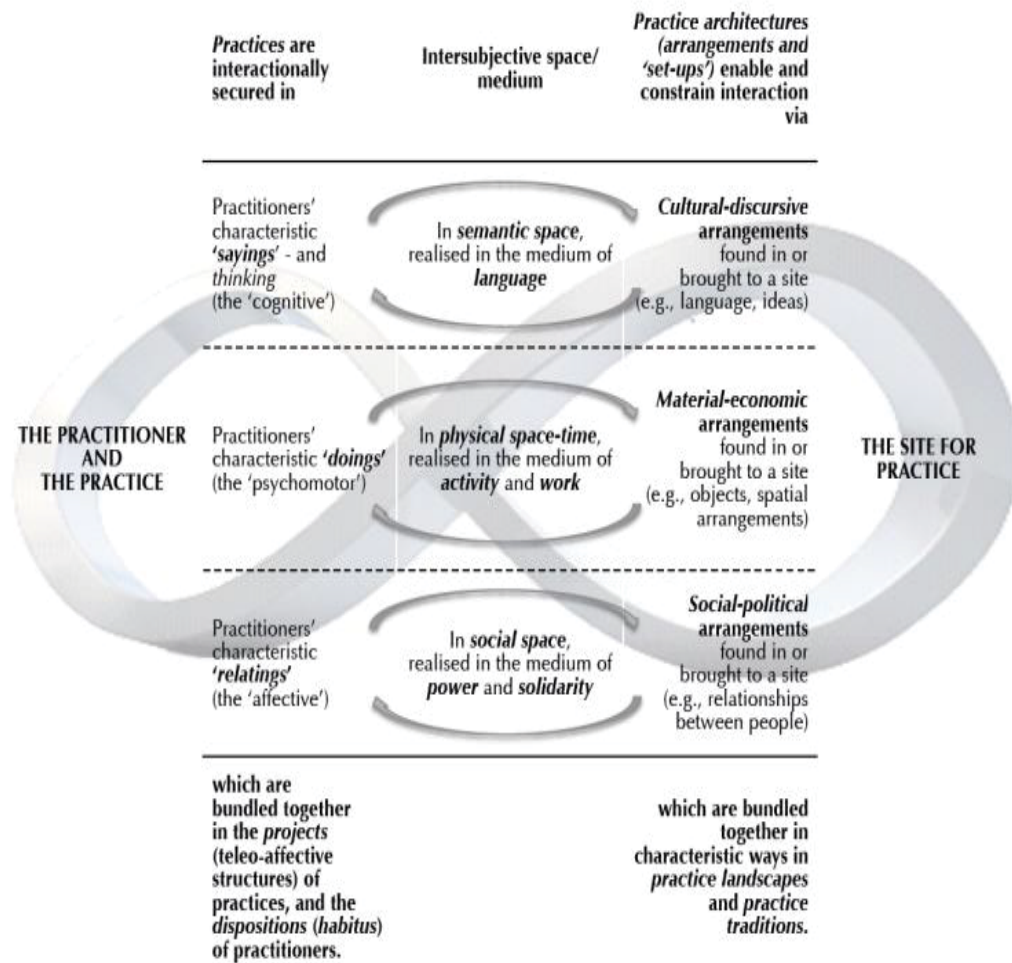 Practices are
interactionally
secured in
Intersubjective space/
medium
Practice architectures
(arrangements and
‘set-ups’) enable and
constrain interaction
via
Practitioners’
characteristic
‘sayings’ - and
thinking
(the ‘cognitive’)
In semantic space,
realised in the medium of
language
Cultural-discursive
arrangements
found in or
brought to a site
(e.g., language, ideas)
THE PRACTITIONER
AND
THE PRACTICE
Practitioners’
characteristic ‘doings’
(the ‘psychomotor’)
In physical space-time,
realised in the medium of
activity and work
Material-economic
arrangements
found in or
brought to a site
(e.g., objects, spatial
arrangements)
THE SITE FOR
PRACTICE
Practitioners’
characteristic
‘relatings’
(the ‘affective’)
In social space,
realised in the medium of
power and solidarity
Social-political
arrangements
found in or
brought to a site
(e.g., relationships
between people)
which are
bundled together
in the projects
(teleo-affective
structures) of
practices, and the
dispositions (habitus)
of practitioners.
which are bundled
together in
characteristic ways in
practice landscapes
and practice
traditions.